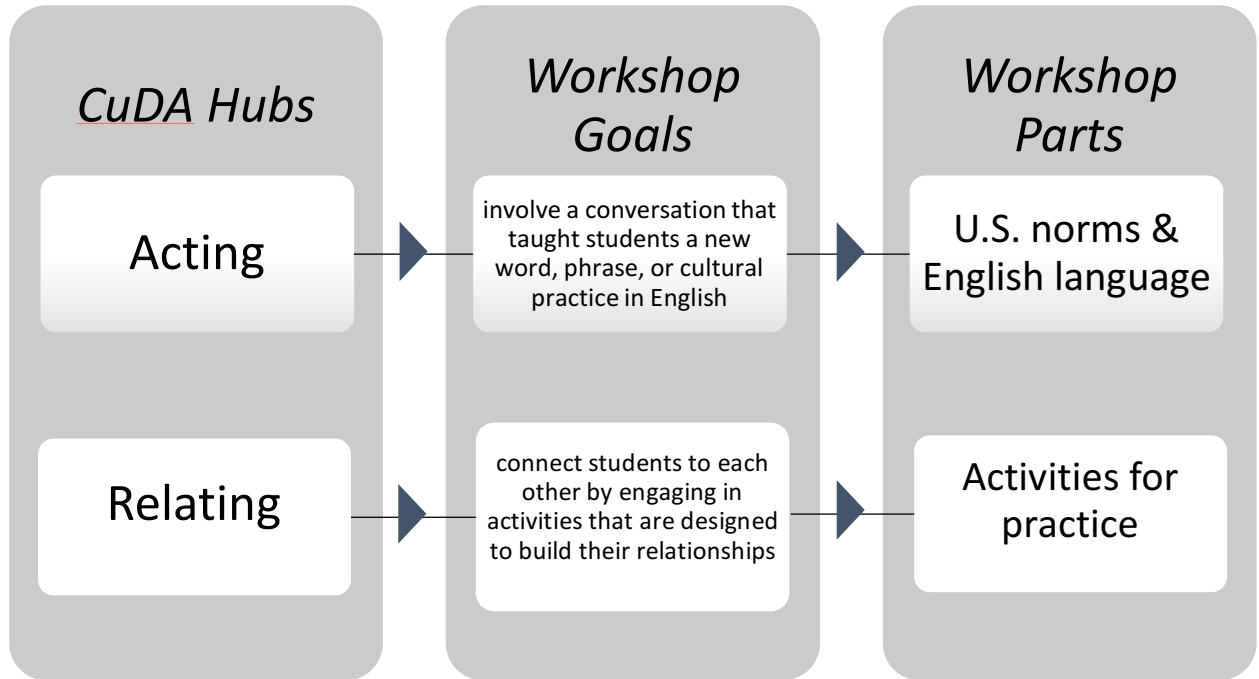 CuDA Hubs
Acting
Relating
Workshop
Goals
involve a conversation that
taught students a new
word, phrase, or cultural
practice in English
connect students to each
other by engaging in
activities that are designed
to build their relationships
Workshop
Parts
U.S. norms &
English language
Activities for
practice